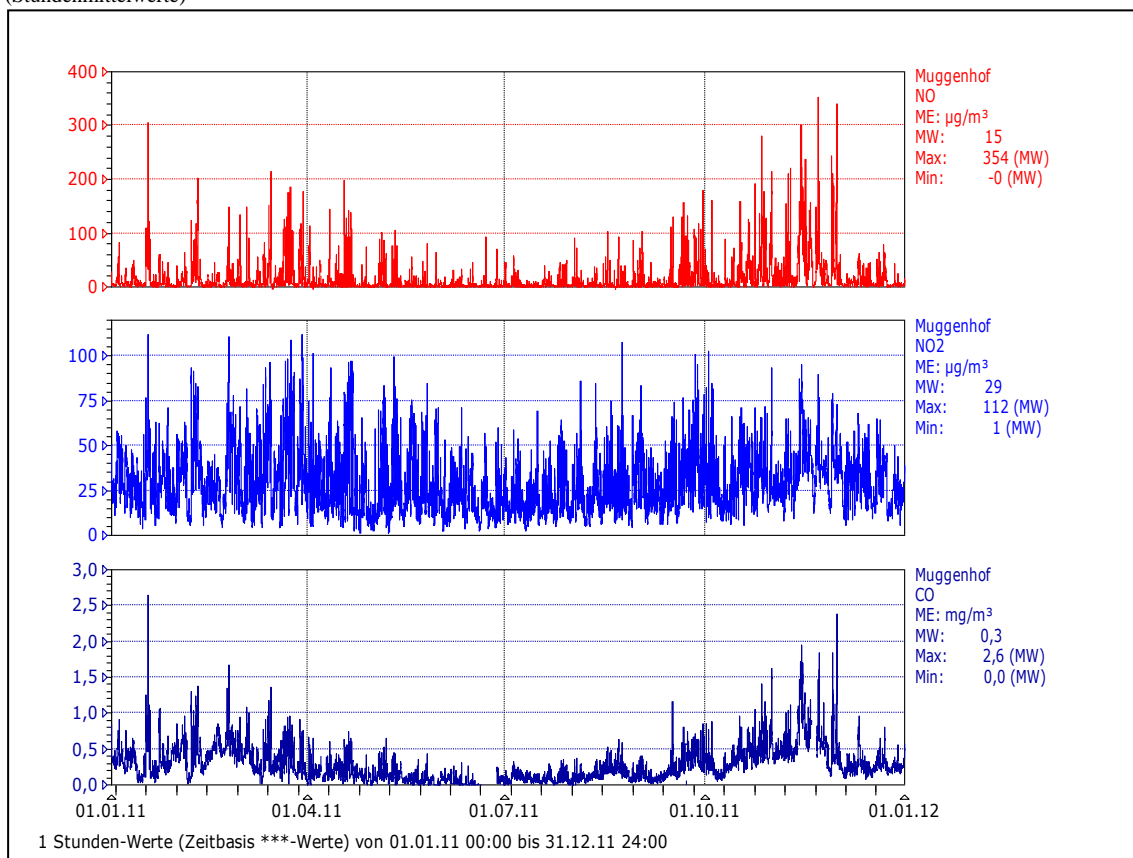 (Stundenmittelwerte)
400
300
200
100
0
Muggenhof
NO
ME: µg/m³
MW: 15
Max: 354 (MW)
Min: -0 (MW)
100
75
50
25
0
Muggenhof
NO2
ME: µg/m³
MW: 29
Max: 112 (MW)
Min: 1 (MW)
3,0
2,5
2,0
1,5
1,0
0,5
0,0
Muggenhof
CO
ME: mg/m³
MW: 0,3
Max: 2,6 (MW)
Min: 0,0 (MW)
01.01.11 01.04.11 01.07.11 01.10.11 01.01.12
1 Stunden-Werte (Zeitbasis ***-Werte) von 01.01.11 00:00 bis 31.12.11 24:00